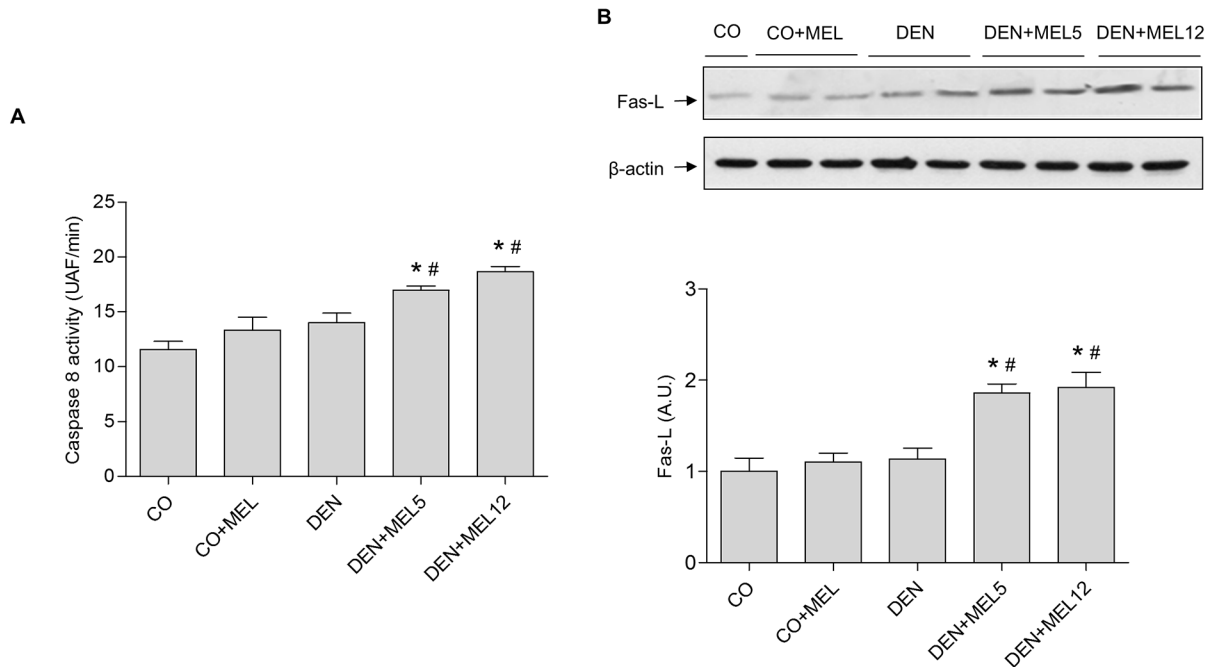 A
Caspase 8 activity (UAF/min)
25
20
15
10
5
0
* #
* #
CO
CO+MEL
DEN
DEN+MEL5
DEN+MEL12
B
CO
CO+MEL
DEN
DEN+MEL5
DEN+MEL12
Fas-L
β-actin
Fas-L (A.U.)
3
2
1
0
* #
* #
CO
CO+MEL
DEN
DEN+MEL5
DEN+MEL12